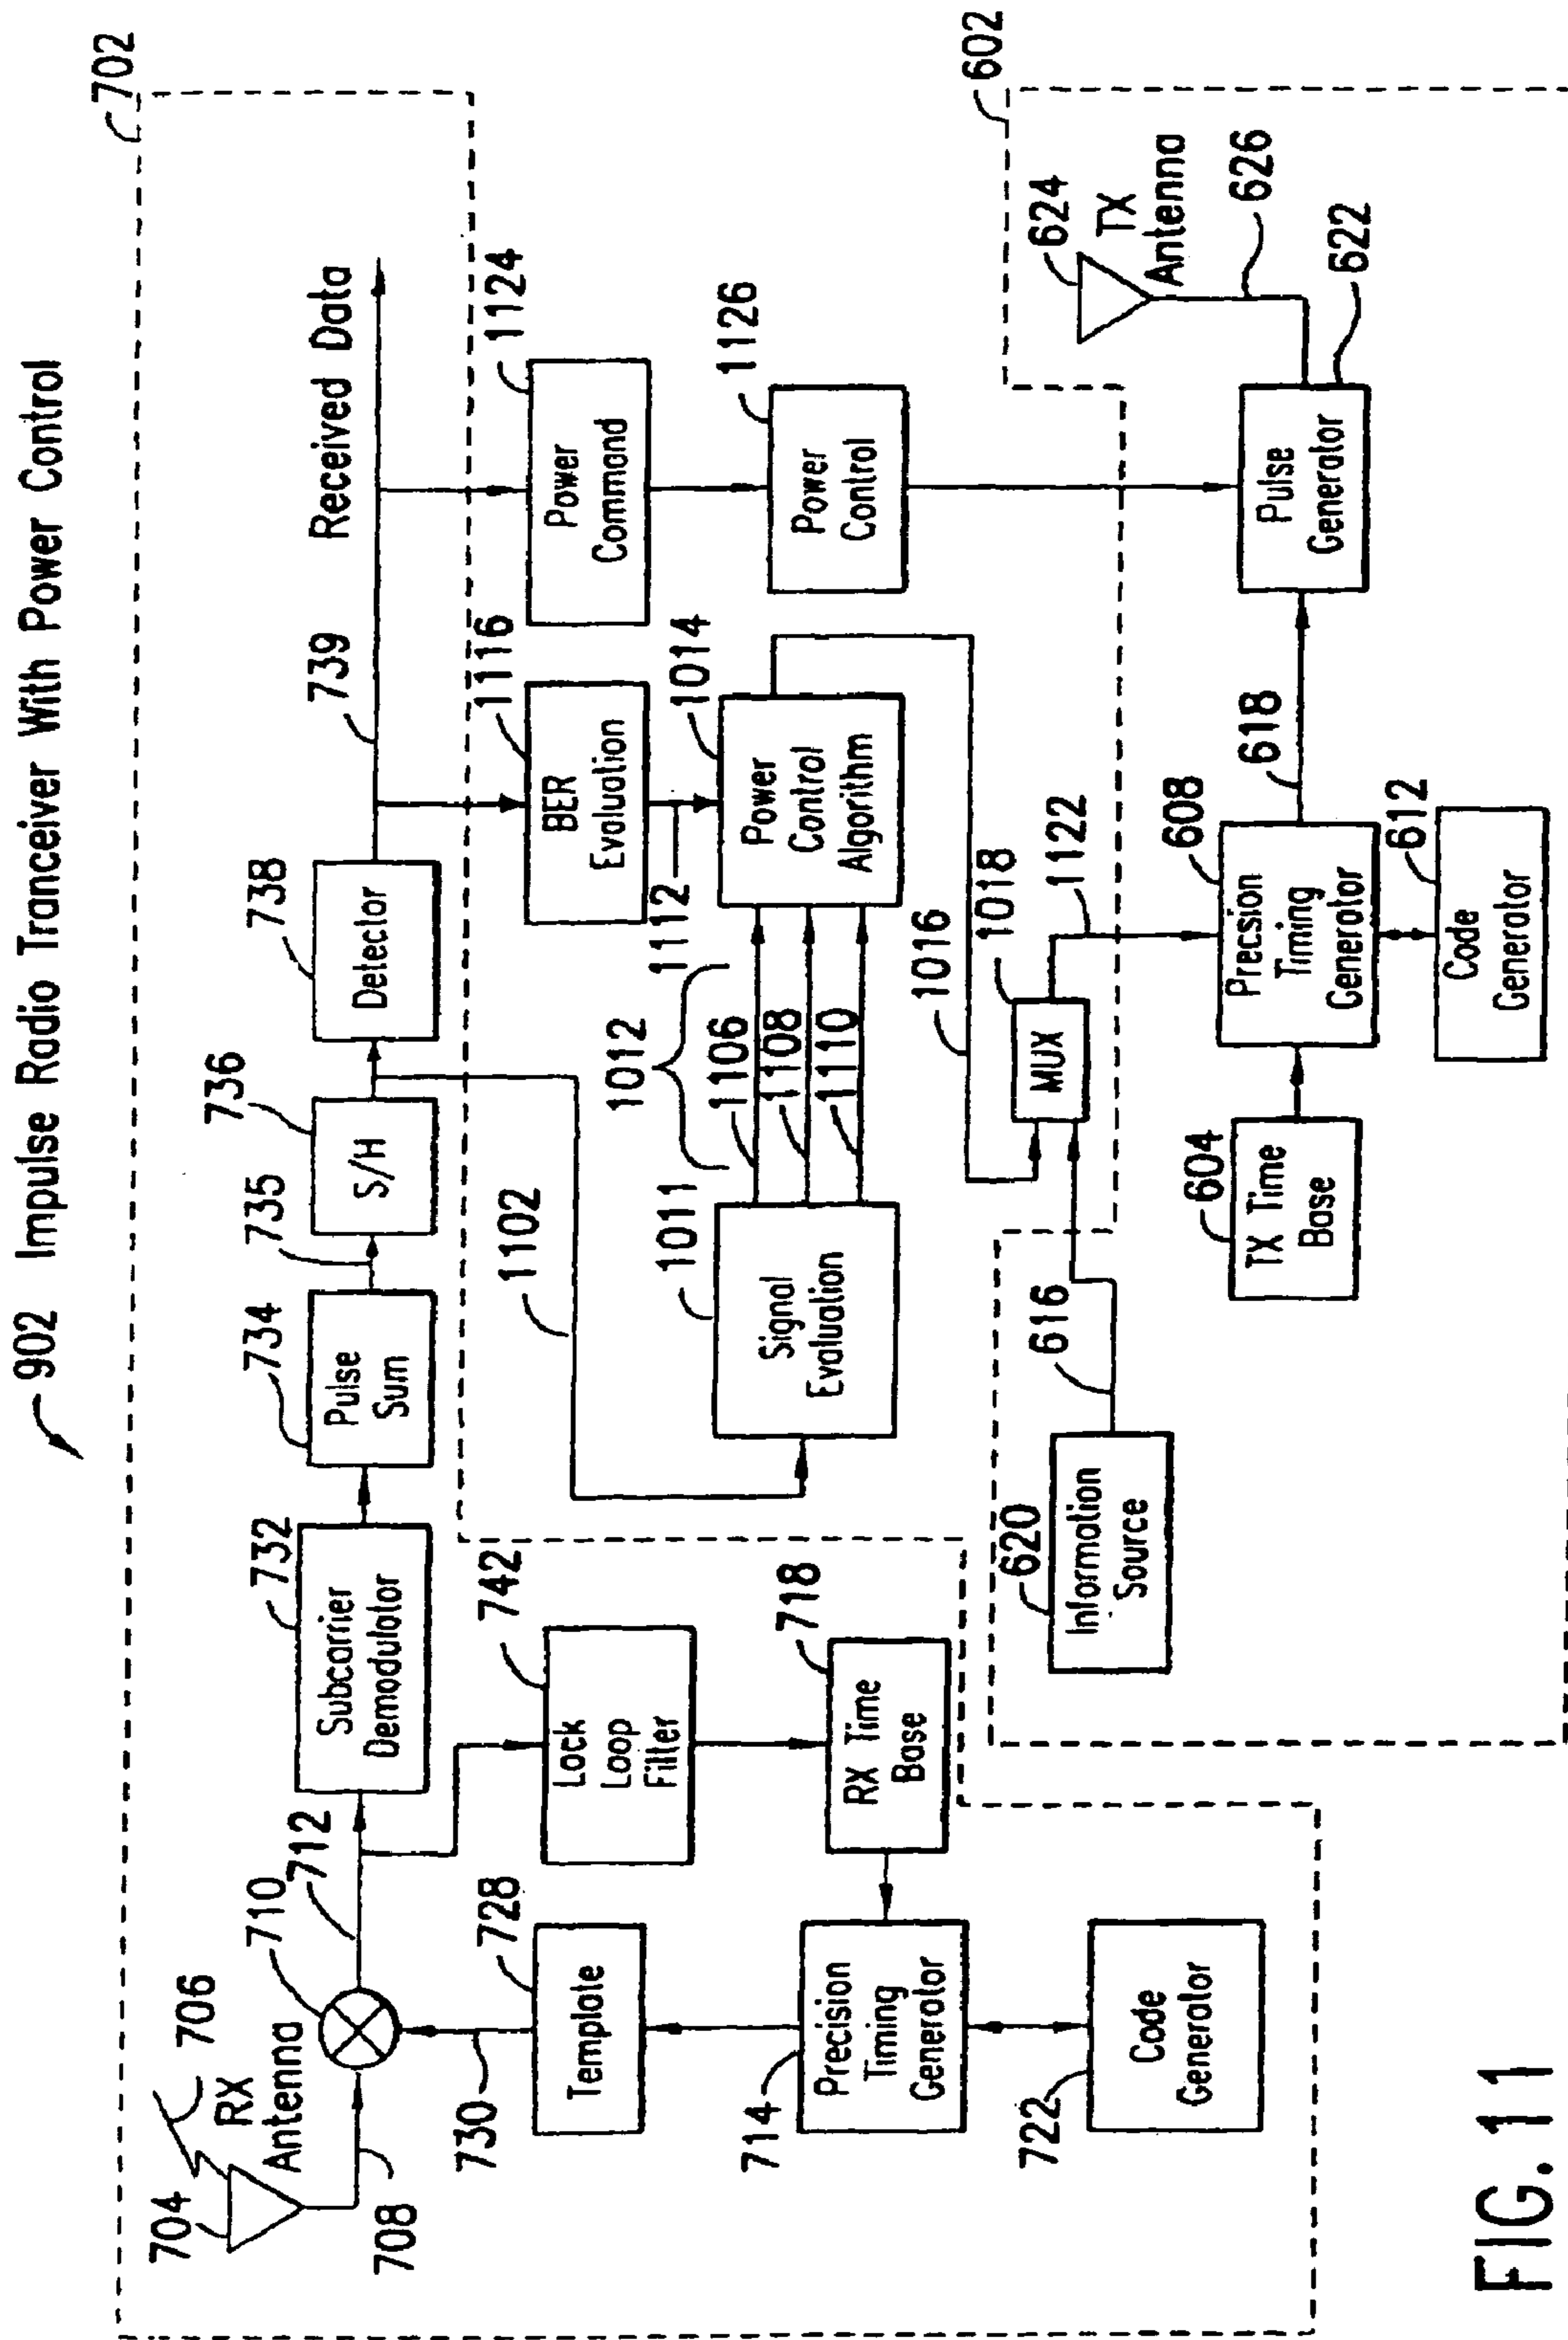 902 Impulse Radio Tranceiver With Power Control
702
704
706
RX
Antenna
708
710
712
732
Subcarrier
Demodulator
734
Pulse
Sum
735
736
S/H
738
Detector
739
Received Data
730
728
Template
742
Lock
Loop
Filter
1102
1116
BER
Evaluation
1124
Power
Command
714
Precision
Timing
Generator
718
RX Time
Base
1011
Signal
Evaluation
1012
1106
1108
1110
1112
1014
Power
Control
Algorithm
1126
Power
Control
722
Code
Generator
1016
1018
MUX
1122
602
620
Information
Source
616
624
TX
Antenna
626
604
TX Time
Base
608
Precsion
Timing
Generator
618
622
Pulse
Generator
612
Code
Generator
FIG. 11